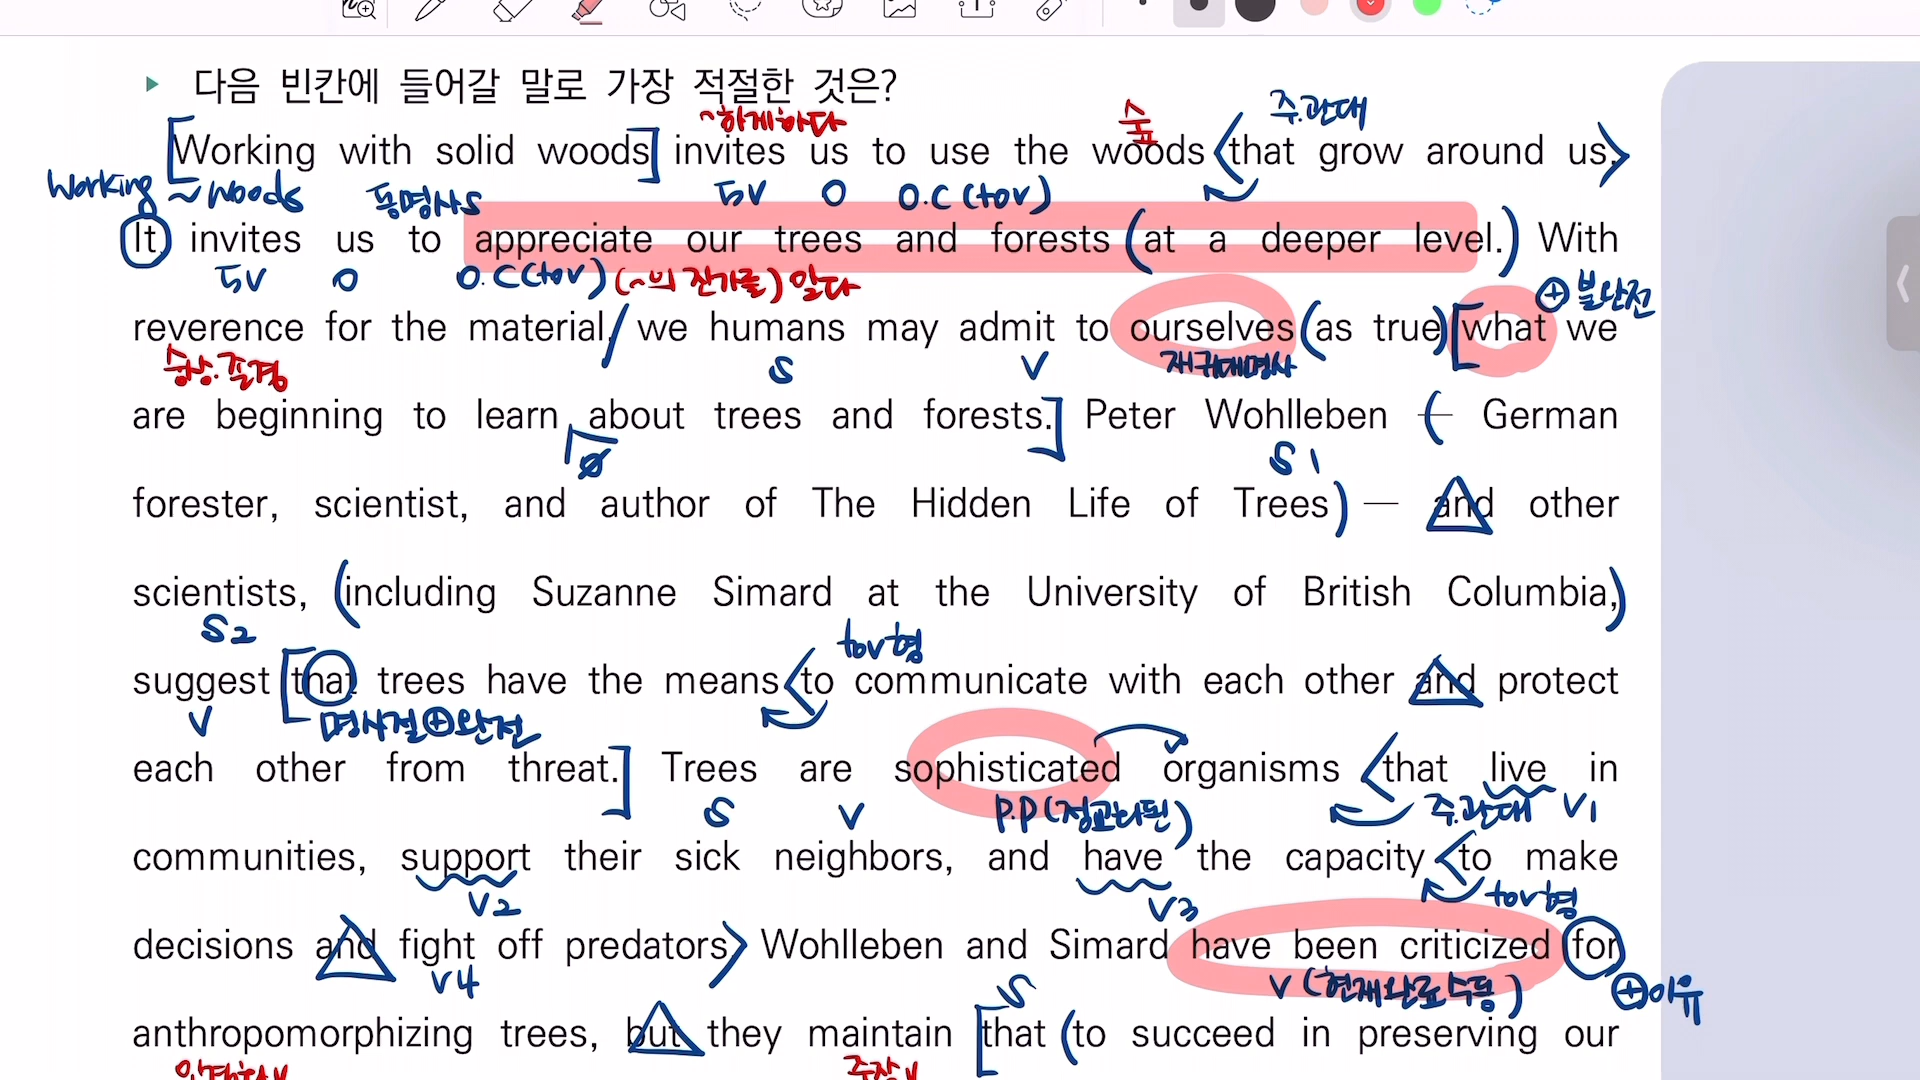 다음 빈칸에 들어갈 말로 가장 적절한 것은?
~하게하다 숲 주.관대
Working with solid woods invites us to use the woods that grow around us.
Working ~ woods 동명사S 5V O O.C (to V)
It invites us to appreciate our trees and forests (at a deeper level.) With
5V O O.C (to V) (~의 진가를) 알다 ⊕ 불완전
reverence for the material, we humans may admit to ourselves (as true) [what we
숭상.존경 S V 재귀대명사
are beginning to learn about trees and forests.] Peter Wohlleben — German
S1
forester, scientist, and author of The Hidden Life of Trees) — and other
scientists, (including Suzanne Simard at the University of British Columbia,)
S2 to V 형
suggest [that trees have the means to communicate with each other and protect
V 명사절⊕완전
each other from threat.] Trees are sophisticated organisms that live in
S V P.P (정교화된) 주.관대 V1
communities, support their sick neighbors, and have the capacity to make
V2 V3 to V 형
decisions and fight off predators. Wohlleben and Simard have been criticized for
V4 S V (현재완료수동) ⊕이유
anthropomorphizing trees, but they maintain [that (to succeed in preserving our